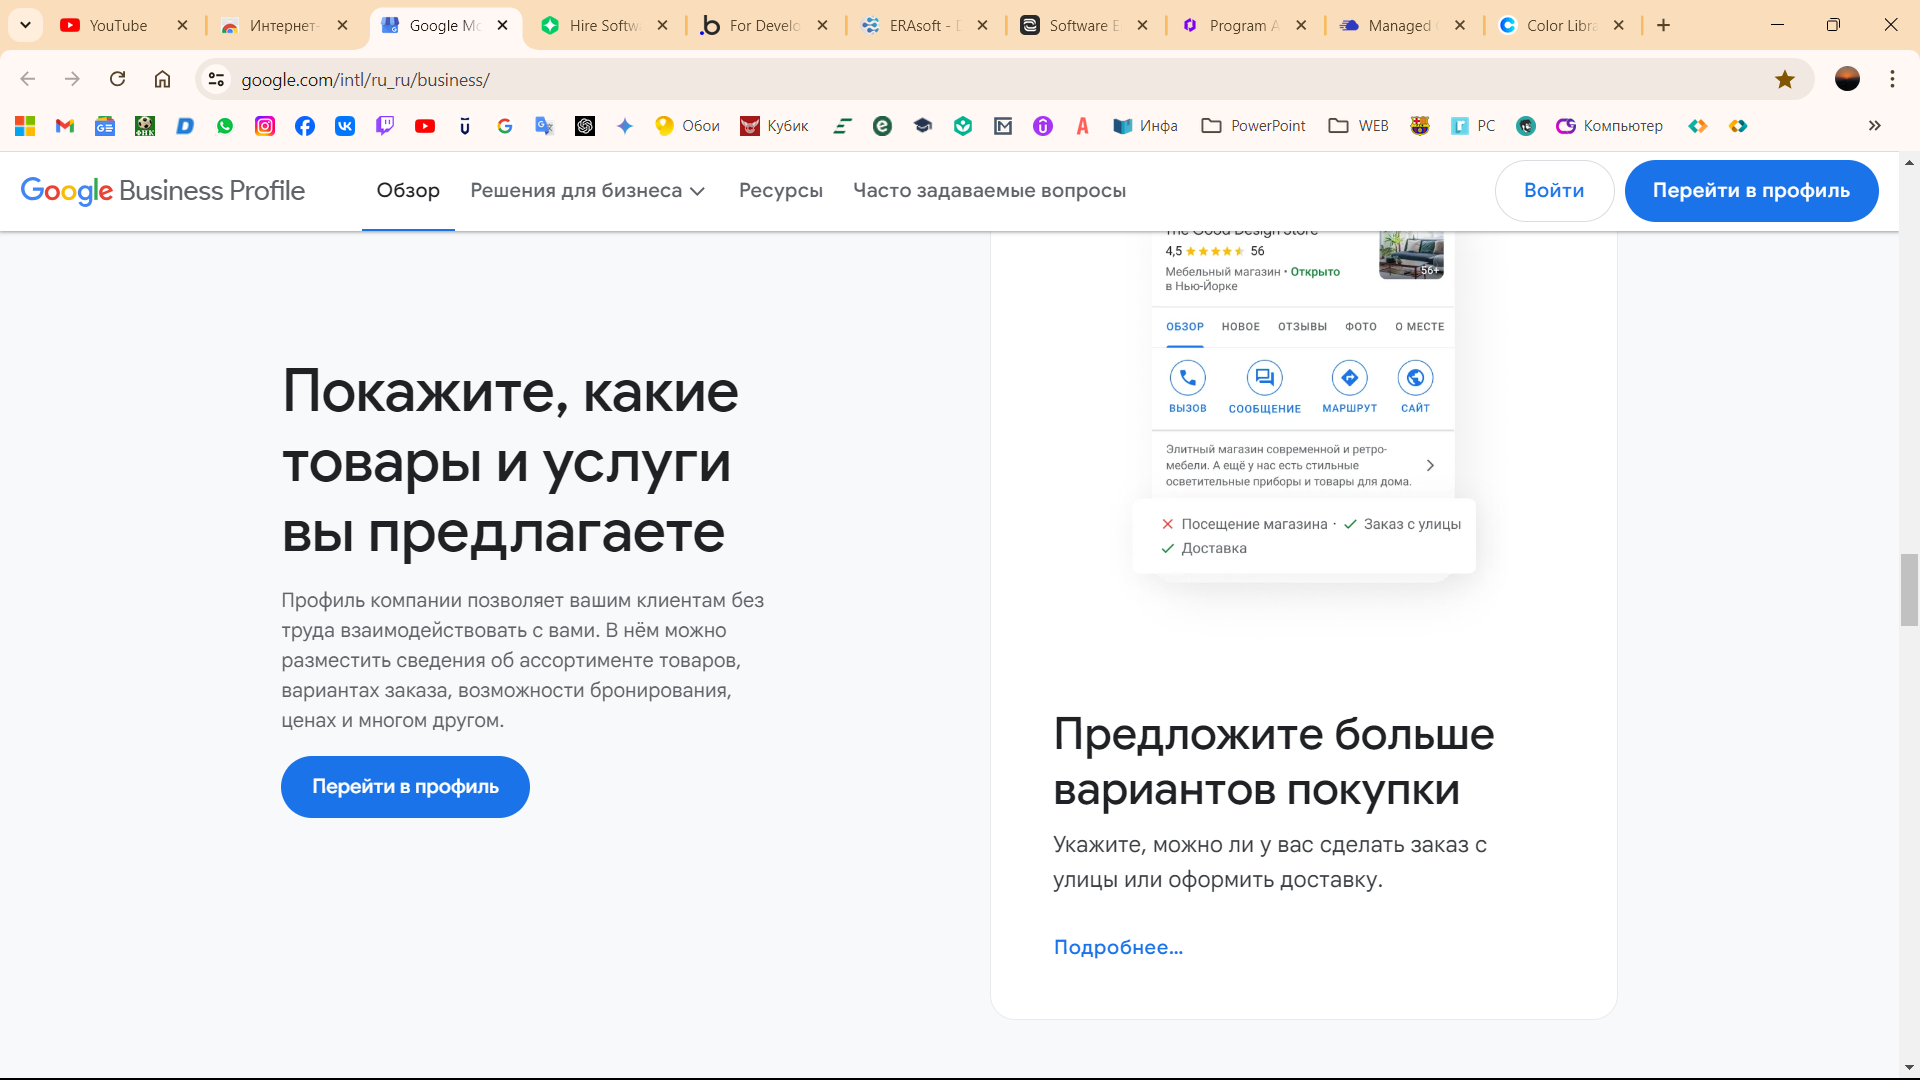 YouTube
Интернет-
Google Mo
Hire Softw
For Develo
ERAsoft - D
Software E
Program A
Managed
Color Libra
google.com/intl/ru_ru/business/
Обои
Кубик
Инфа
PowerPoint
WEB
PC
Компьютер
Google Business Profile
Обзор
Решения для бизнеса
Ресурсы
Часто задаваемые вопросы
Войти
Перейти в профиль
Покажите, какие
товары и услуги
вы предлагаете
Профиль компании позволяет вашим клиентам без
труда взаимодействовать с вами. В нём можно
разместить сведения об ассортименте товаров,
вариантах заказа, возможности бронирования,
ценах и многом другом.
Перейти в профиль
The Good Design Store
4,5 ★★★★★ 56
Мебельный магазин • Открыто
в Нью-Йорке
56+
ОБЗОР НОВОЕ ОТЗЫВЫ ФОТО О МЕСТЕ
ВЫЗОВ СООБЩЕНИЕ МАРШРУТ САЙТ
Элитный магазин современной и ретро-
мебели. А ещё у нас есть стильные
осветительные приборы и товары для дома.
Посещение магазина · Заказ с улицы
Доставка
Предложите больше
вариантов покупки
Укажите, можно ли у вас сделать заказ с
улицы или оформить доставку.
Подробнее...